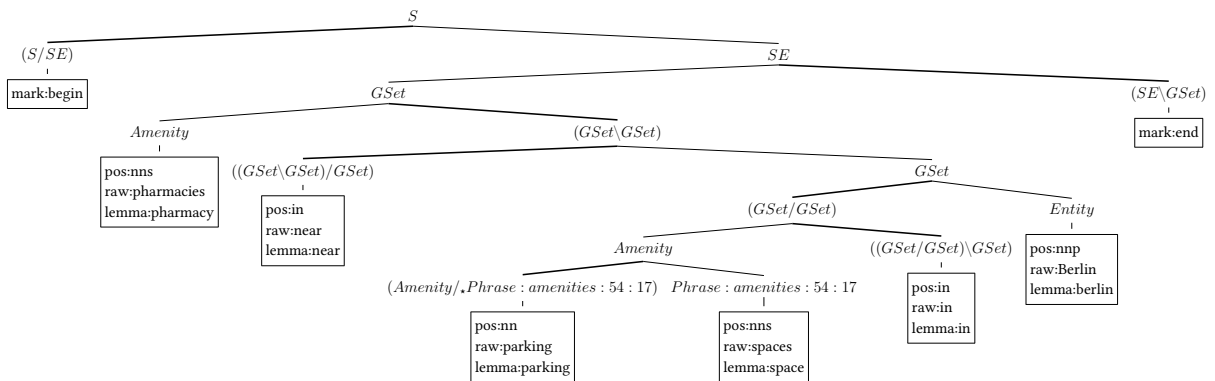 S
(S/SE)
SE
mark:begin
GSet
(SE\GSet)
Amenity
(GSet\GSet)
mark:end
pos:nns
raw:pharmacies
lemma:pharmacy
((GSet\GSet)/GSet)
GSet
pos:in
raw:near
lemma:near
(GSet/GSet)
Entity
Amenity
((GSet/GSet)\GSet)
pos:nnp
raw:Berlin
lemma:berlin
(Amenity/⋆Phrase : amenities : 54 : 17)
Phrase : amenities : 54 : 17
pos:in
raw:in
lemma:in
pos:nn
raw:parking
lemma:parking
pos:nns
raw:spaces
lemma:space